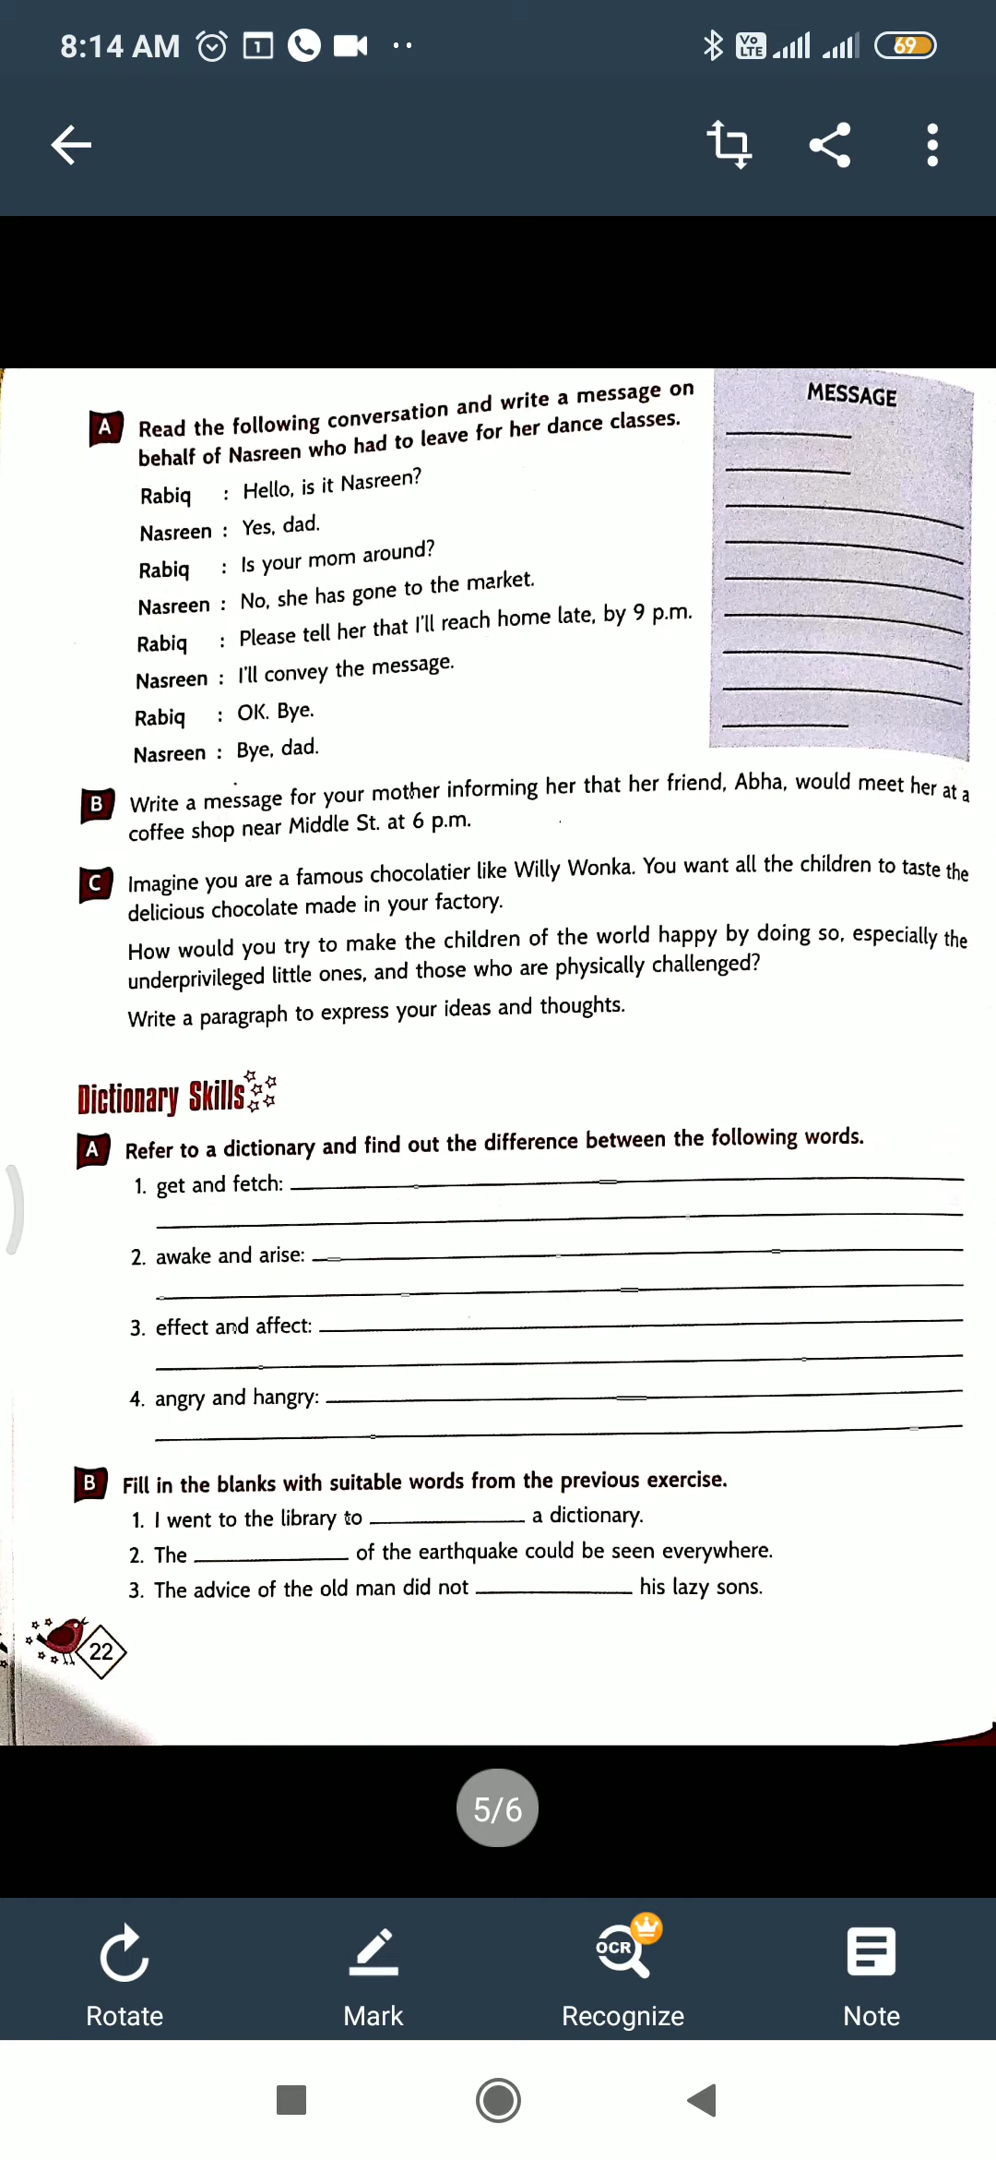 8:14 AM
1
Vo LTE
69
A Read the following conversation and write a message on
behalf of Nasreen who had to leave for her dance classes.
Rabiq : Hello, is it Nasreen?
Nasreen : Yes, dad.
Rabiq : Is your mom around?
Nasreen : No, she has gone to the market.
Rabiq : Please tell her that I'll reach home late, by 9 p.m.
Nasreen : I'll convey the message.
Rabiq : OK. Bye.
Nasreen : Bye, dad.
MESSAGE
B Write a message for your mother informing her that her friend, Abha, would meet her at a
coffee shop near Middle St. at 6 p.m.
C Imagine you are a famous chocolatier like Willy Wonka. You want all the children to taste the
delicious chocolate made in your factory.
How would you try to make the children of the world happy by doing so, especially the
underprivileged little ones, and those who are physically challenged?
Write a paragraph to express your ideas and thoughts.
Dictionary Skills
A Refer to a dictionary and find out the difference between the following words.
1. get and fetch:
2. awake and arise:
3. effect and affect:
4. angry and hangry:
B Fill in the blanks with suitable words from the previous exercise.
1. I went to the library to ____________ a dictionary.
2. The ____________ of the earthquake could be seen everywhere.
3. The advice of the old man did not ____________ his lazy sons.
22
5/6
OCR
Rotate Mark Recognize Note